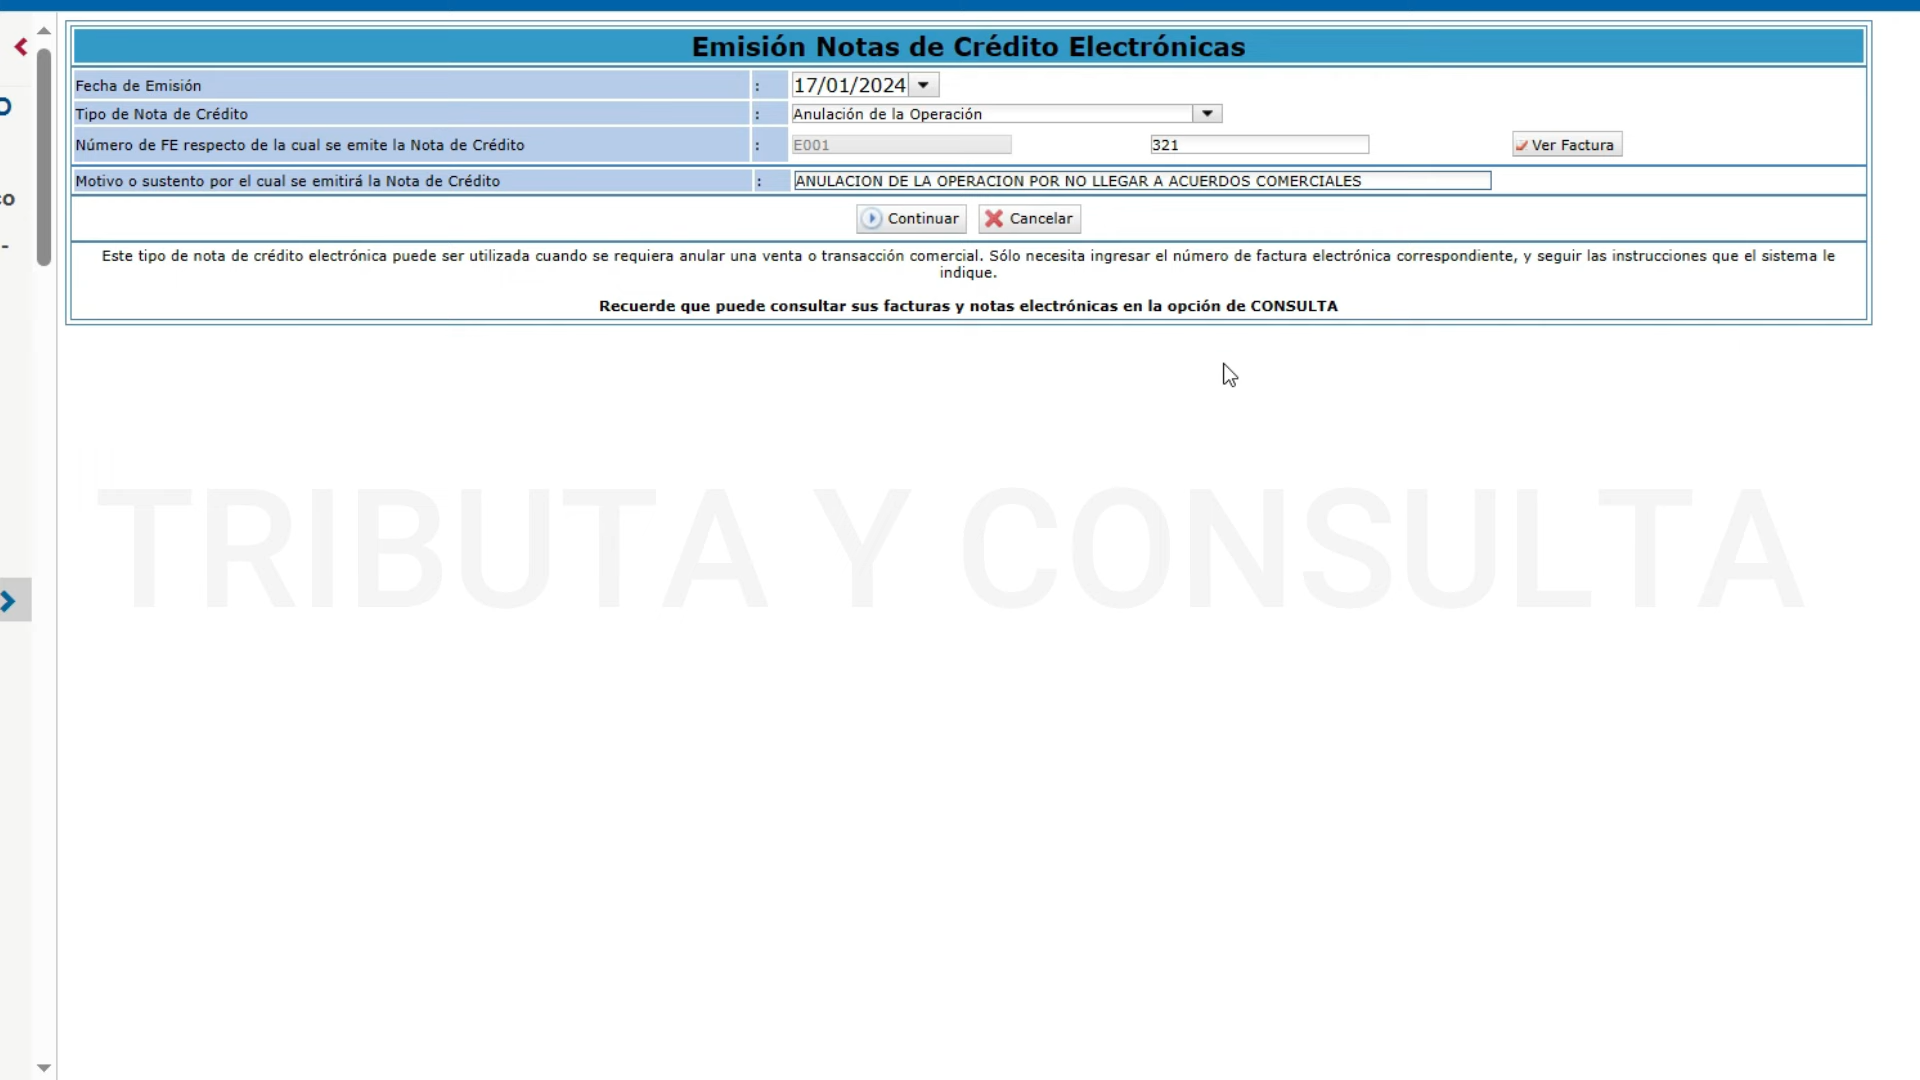 Emisión Notas de Crédito Electrónicas
Fecha de Emisión : 17/01/2024
Tipo de Nota de Crédito : Anulación de la Operación
Número de FE respecto de la cual se emite la Nota de Crédito : E001 321 Ver Factura
Motivo o sustento por el cual se emitirá la Nota de Crédito : ANULACION DE LA OPERACION POR NO LLEGAR A ACUERDOS COMERCIALES
Continuar Cancelar
Este tipo de nota de crédito electrónica puede ser utilizada cuando se requiera anular una venta o transacción comercial. Sólo necesita ingresar el número de factura electrónica correspondiente, y seguir las instrucciones que el sistema le
indique.
Recuerde que puede consultar sus facturas y notas electrónicas en la opción de CONSULTA
TRIBUTA Y CONSULTA